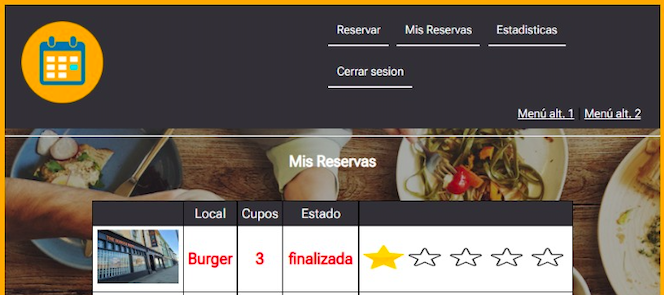 Reservar Mis Reservas Estadisticas
Cerrar sesion
Menú alt. 1 | Menú alt. 2
Mis Reservas
Local Cupos Estado
Burger 3 finalizada